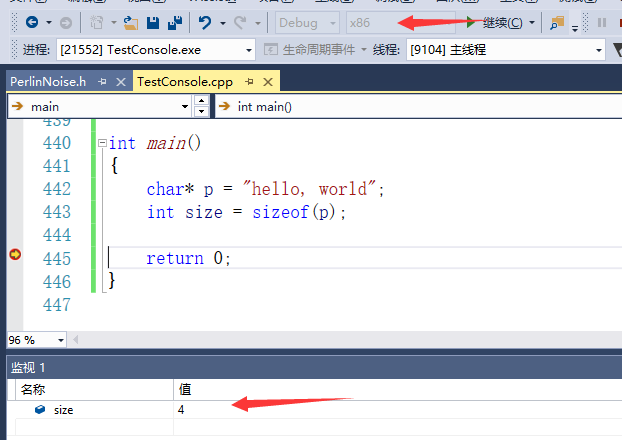 Debug x86 继续(C)
进程: [21552] TestConsole.exe 生命周期事件 线程: [9104] 主线程
PerlinNoise.h TestConsole.cpp
main int main()
439
440 int main()
441 {
442 char* p = "hello, world";
443 int size = sizeof(p);
444
445 return 0;
446 }
447
96 %
监视 1
名称 值
size 4